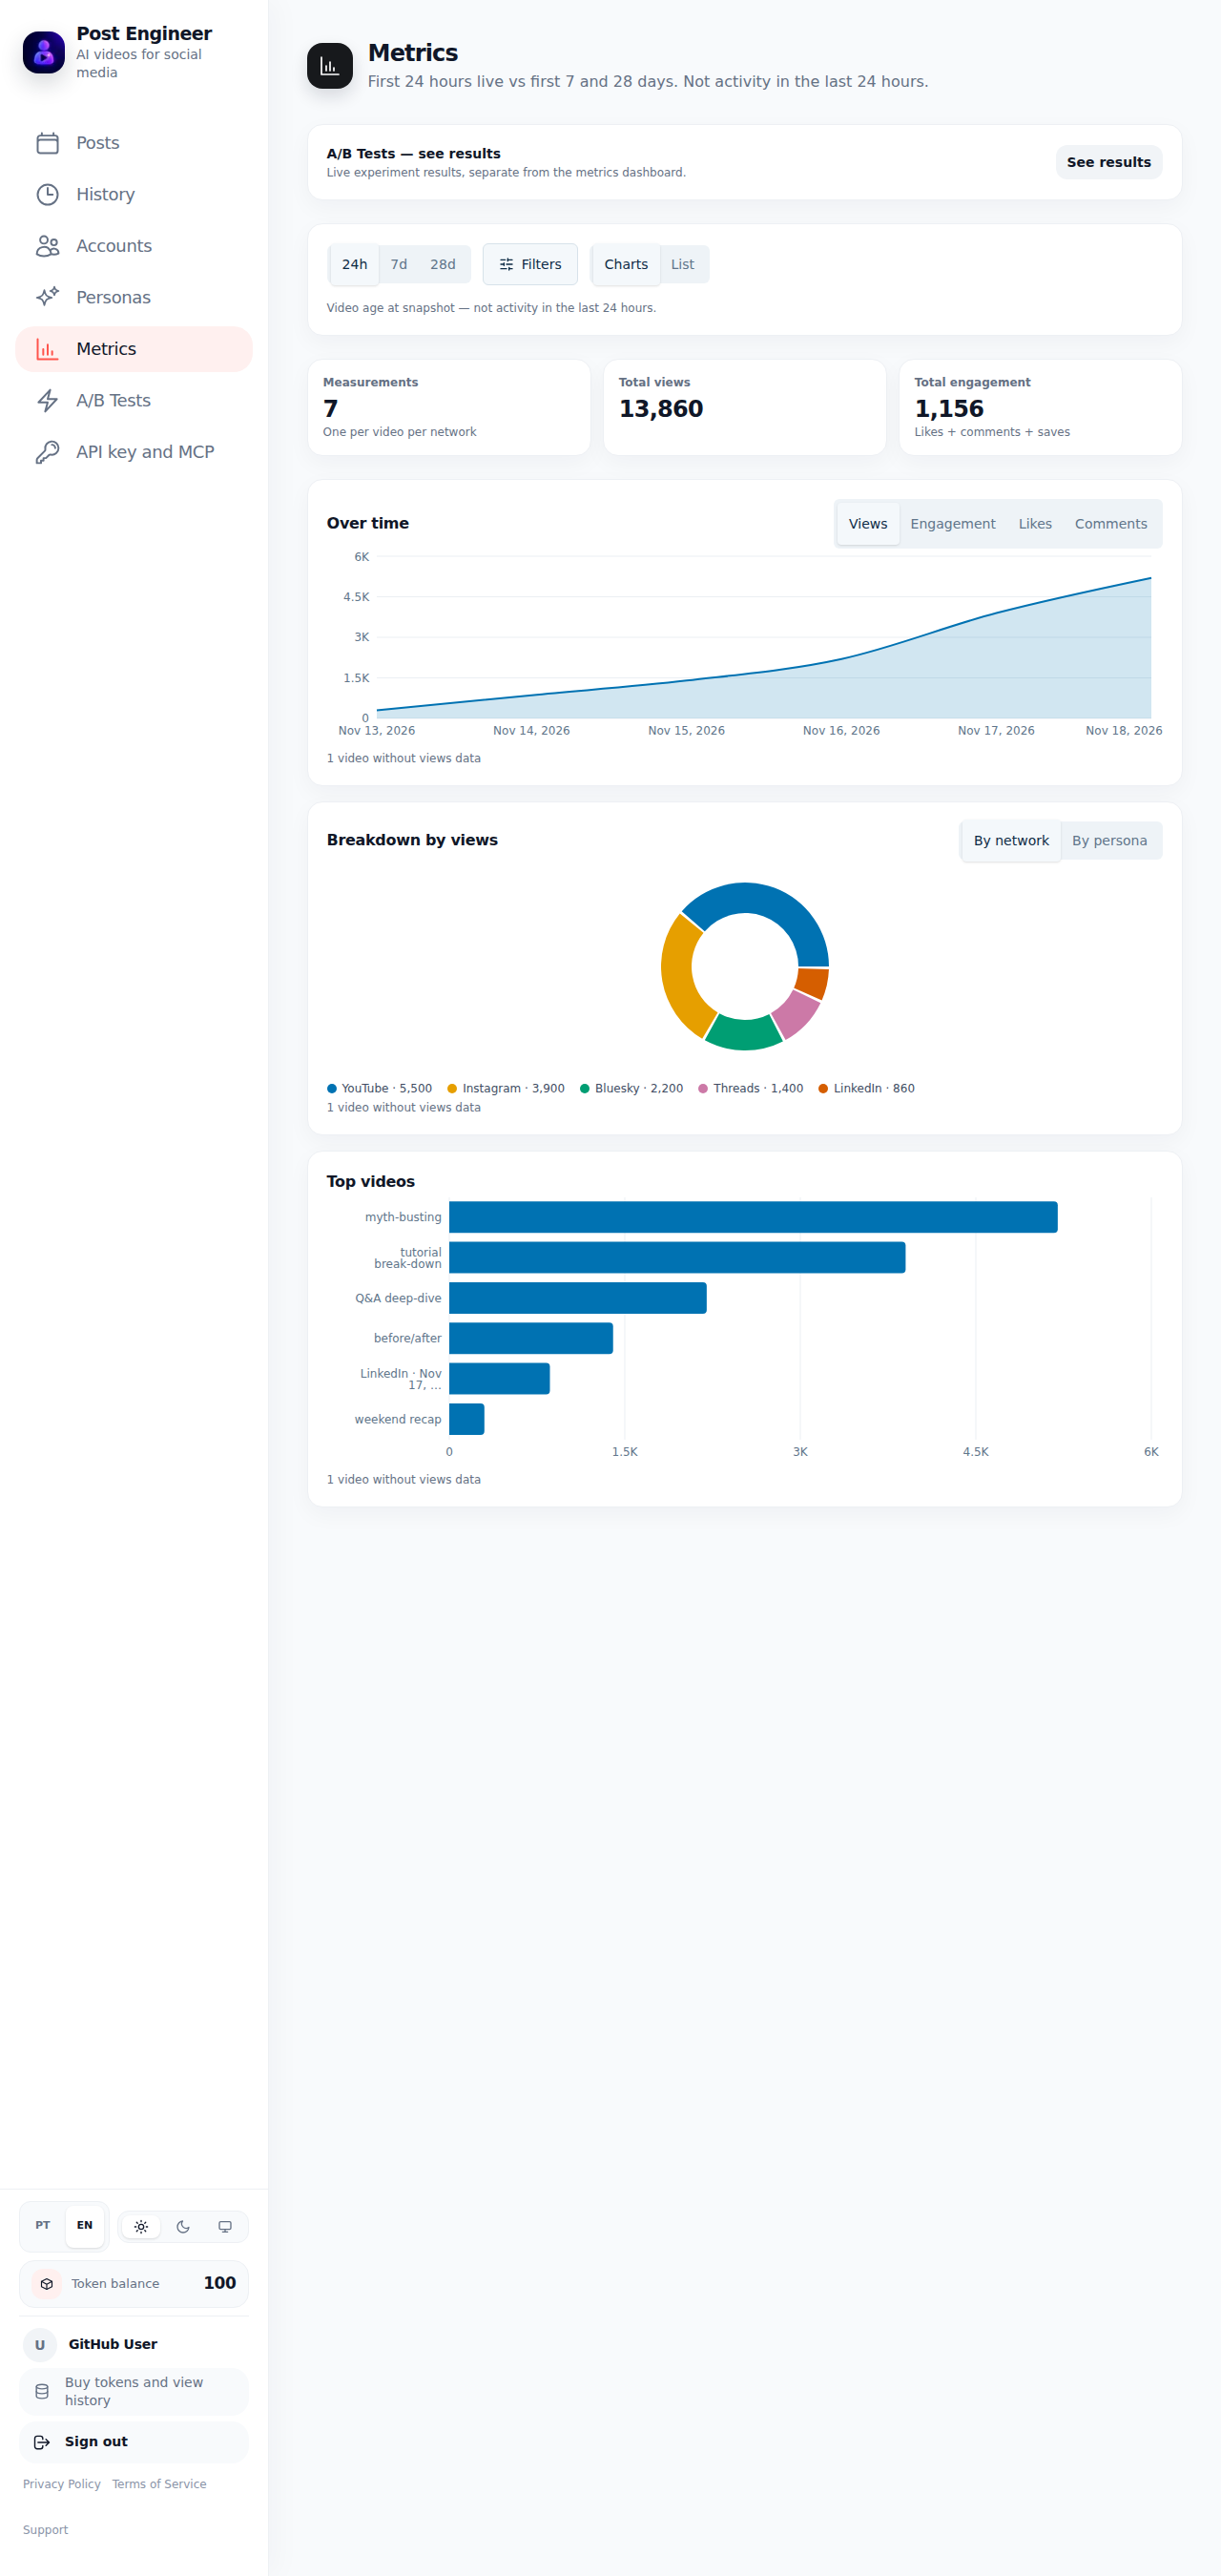 Post Engineer
AI videos for social
media
Posts
History
Accounts
Personas
Metrics
A/B Tests
API key and MCP
PT
EN
Token balance
100
U
GitHub User
Buy tokens and view
history
Sign out
Privacy Policy
Terms of Service
Support
Metrics
First 24 hours live vs first 7 and 28 days. Not activity in the last 24 hours.
A/B Tests — see results
Live experiment results, separate from the metrics dashboard.
See results
24h
7d
28d
Filters
Charts
List
Video age at snapshot — not activity in the last 24 hours.
Measurements
7
One per video per network
Total views
13,860
Total engagement
1,156
Likes + comments + saves
Over time
Views
Engagement
Likes
Comments
6K
4.5K
3K
1.5K
0
Nov 13, 2026
Nov 14, 2026
Nov 15, 2026
Nov 16, 2026
Nov 17, 2026
Nov 18, 2026
1 video without views data
Breakdown by views
By network
By persona
YouTube · 5,500
Instagram · 3,900
Bluesky · 2,200
Threads · 1,400
LinkedIn · 860
1 video without views data
Top videos
myth-busting
tutorial
break-down
Q&A deep-dive
before/after
LinkedIn · Nov
17, …
weekend recap
0
1.5K
3K
4.5K
6K
1 video without views data